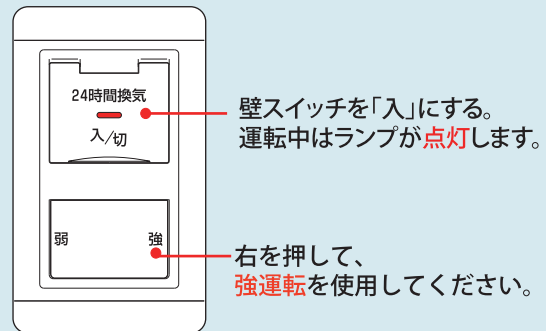 24時間換気
入/切
壁スイッチを「入」にする。
運転中はランプが点灯します。
弱 強
右を押して、
強運転を使用してください。